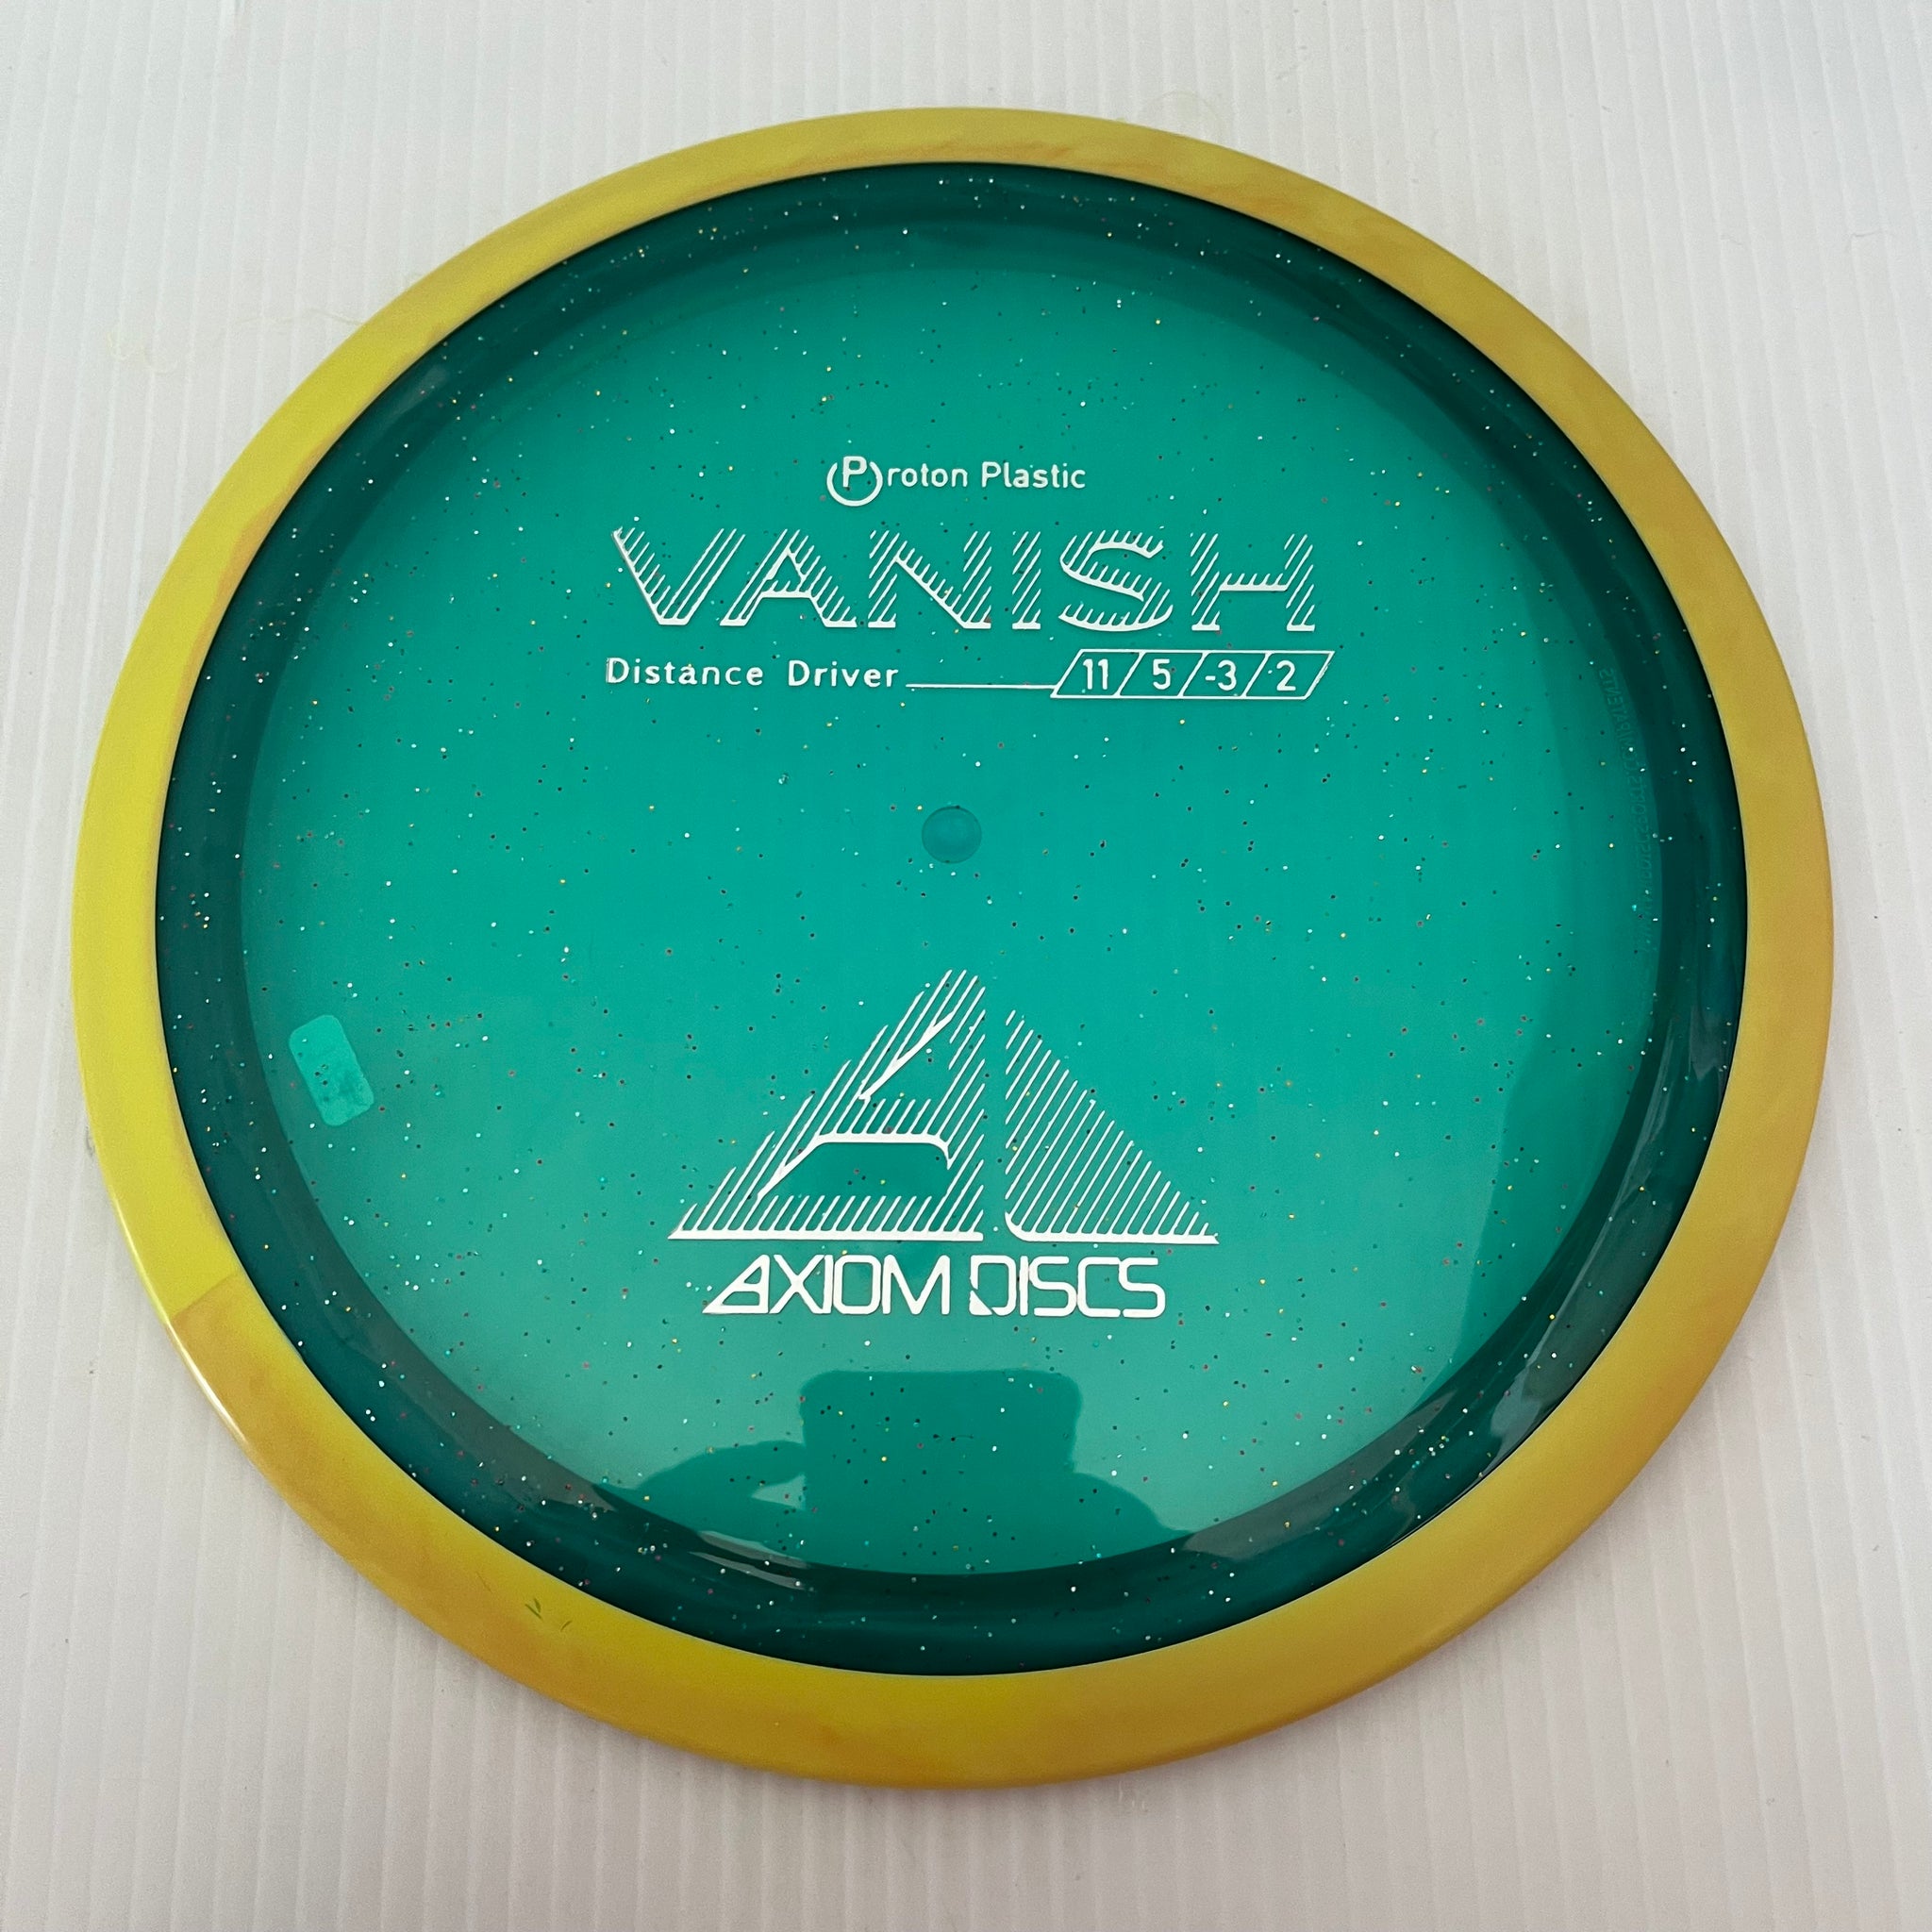 Proton Plastic
VANISH
Distance Driver 11 / 5 / -3 / 2
AXIOM DISCS